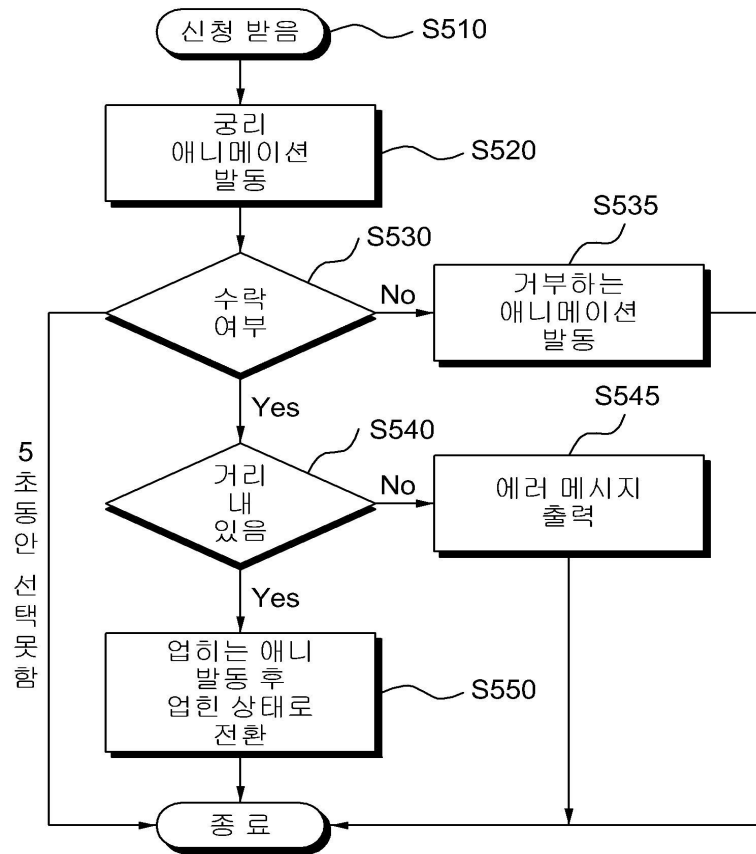 신청 받음
S510
궁리
애니메이션
발동
S520
S530
수락
여부
No
S535
거부하는
애니메이션
발동
Yes
S540
거리
내
있음
No
S545
에러 메시지
출력
5초동안 선택못함
Yes
업히는 애니
발동 후
업힌 상태로
전환
S550
종 료